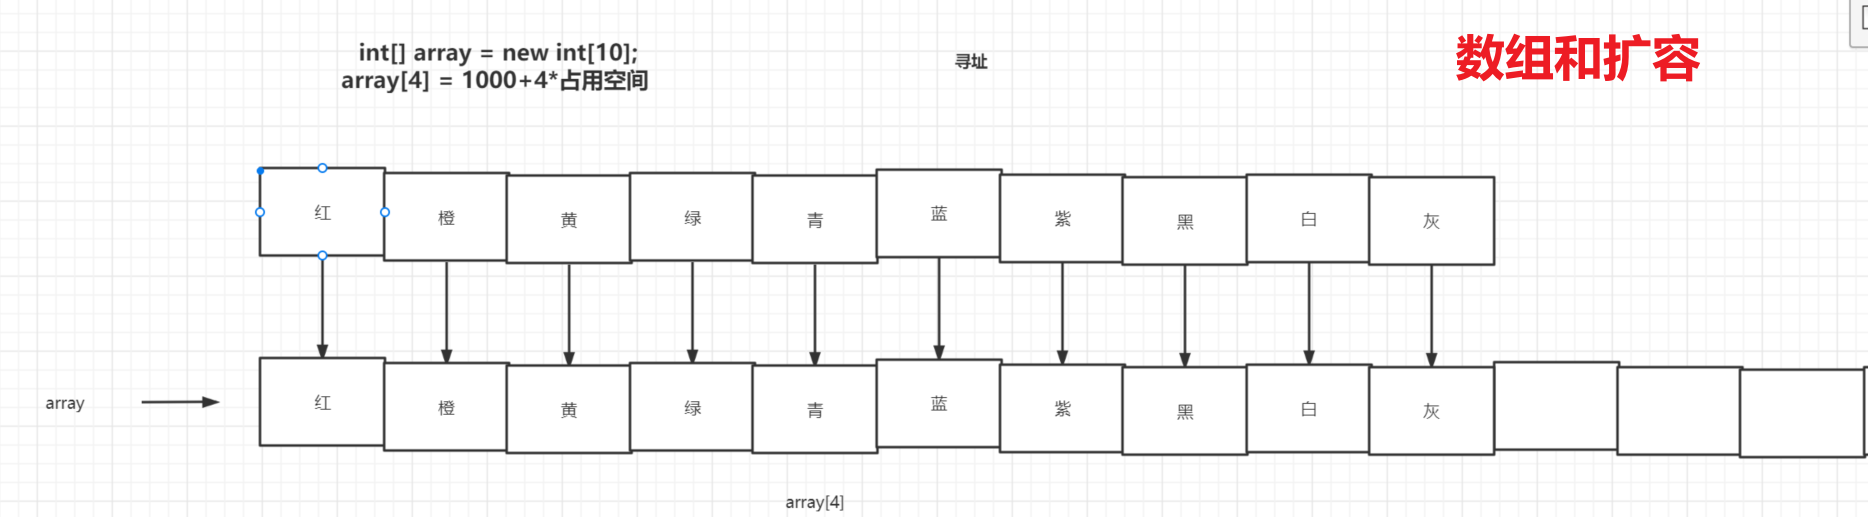 int[] array = new int[10];
array[4] = 1000+4*占用空间
寻址
数组和扩容
红 橙 黄 绿 青 蓝 紫 黑 白 灰
array 红 橙 黄 绿 青 蓝 紫 黑 白 灰
array[4]